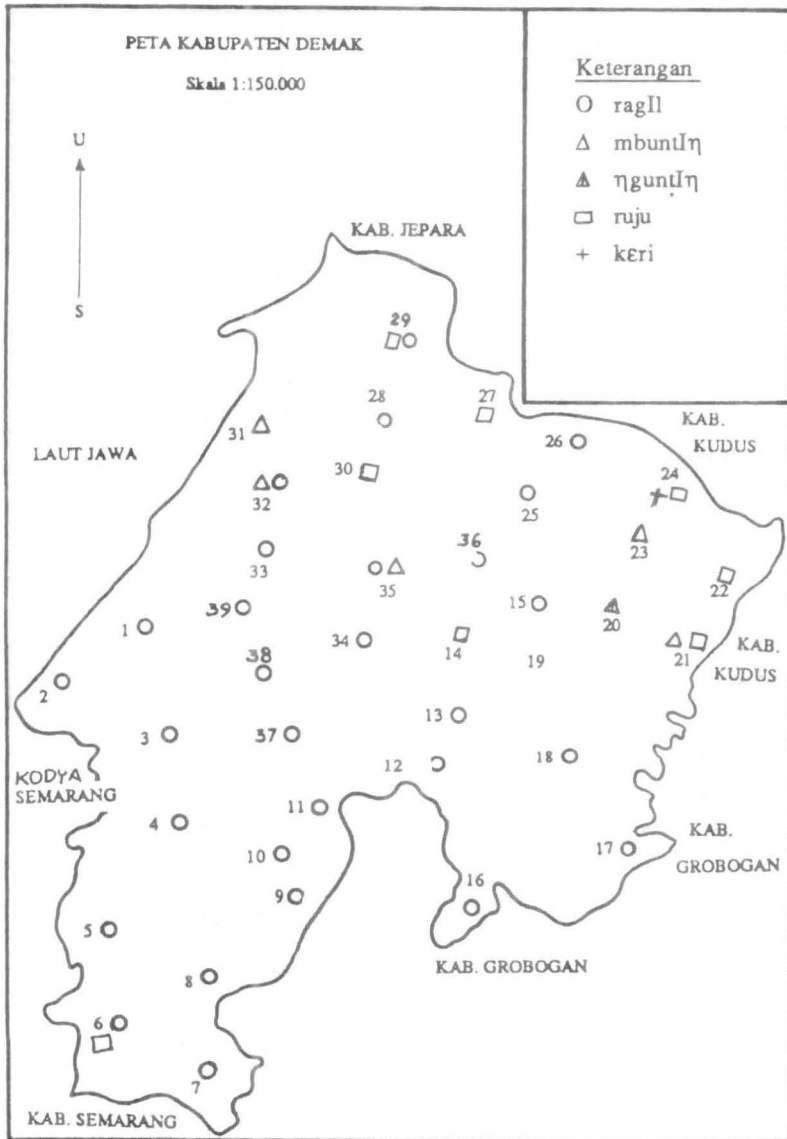 PETA KABUPATEN DEMAK
Skala 1:150.000
Keterangan
ragIl
mbuntIη
ηguntIη
ruju
+ kεri
U
S
KAB. JEPARA
29
28
27
26
KAB.
KUDUS
31
LAUT JAWA
30
24
32
25
23
36
33
35
22
39
15
20
1
34
14
19
21
KAB.
KUDUS
38
2
13
3
37
18
12
KODYA
SEMARANG
11
4
KAB.
GROBOGAN
17
10
9
16
5
KAB. GROBOGAN
8
6
7
KAB. SEMARANG